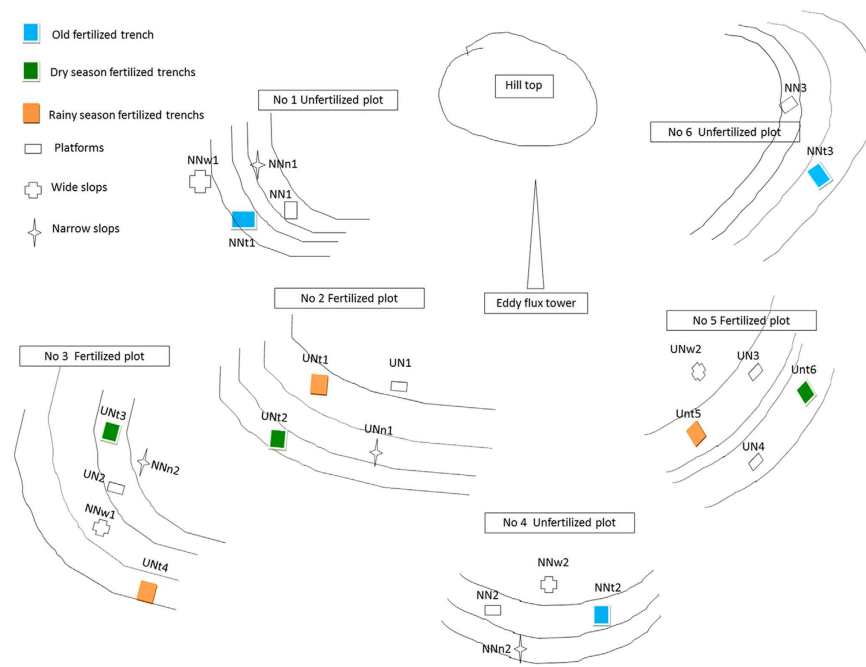 Old fertilized trench
Dry season fertilized trenchs
Rainy season fertilized trenchs
Platforms
Wide slops
Narrow slops
No 1 Unfertilized plot
NNw1
NNn1
NN1
NNt1
Hill top
Eddy flux tower
NN3
No 6 Unfertilized plot
NNt3
No 2 Fertilized plot
UNt1
UN1
UNt2
UNn1
No 3 Fertilized plot
UNt3
NNn2
UN2
NNw1
UNt4
No 5 Fertilized plot
UNw2
UN3
Unt6
Unt5
UN4
No 4 Unfertilized plot
NNw2
NN2
NNt2
NNn2